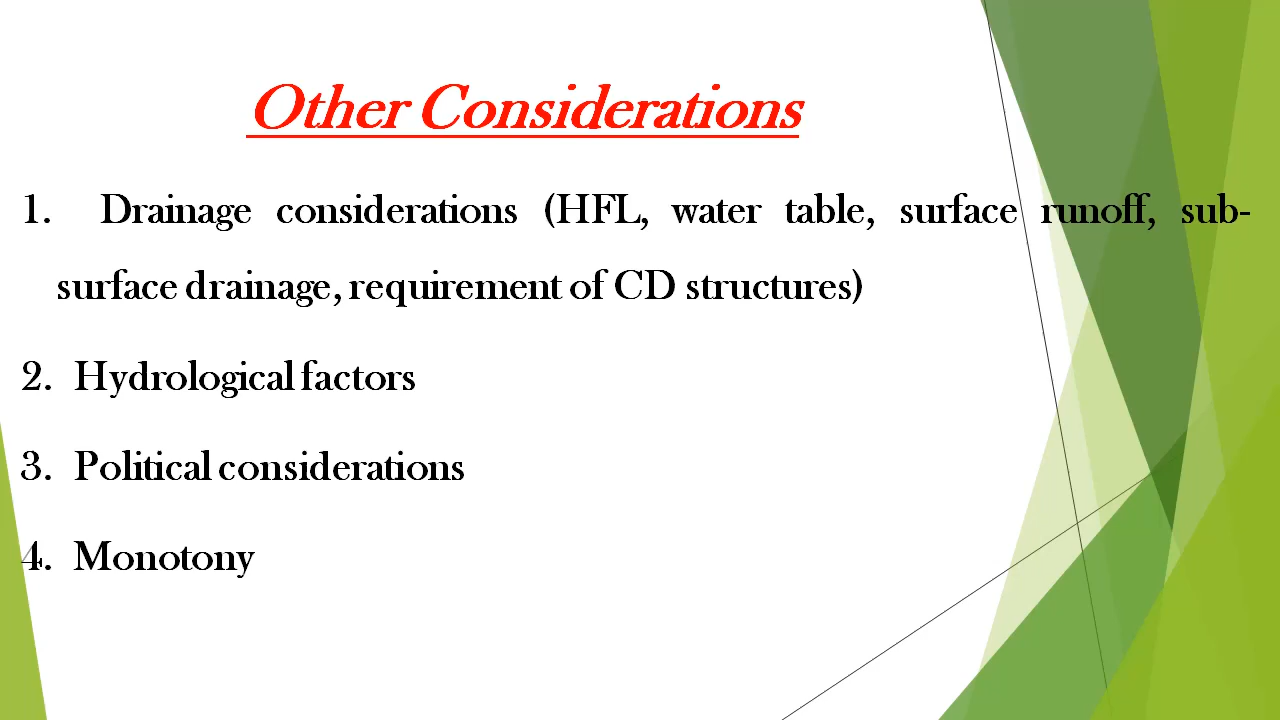 Other Considerations
1. Drainage considerations (HFL, water table, surface runoff, sub-
surface drainage, requirement of CD structures)
2. Hydrological factors
3. Political considerations
4. Monotony